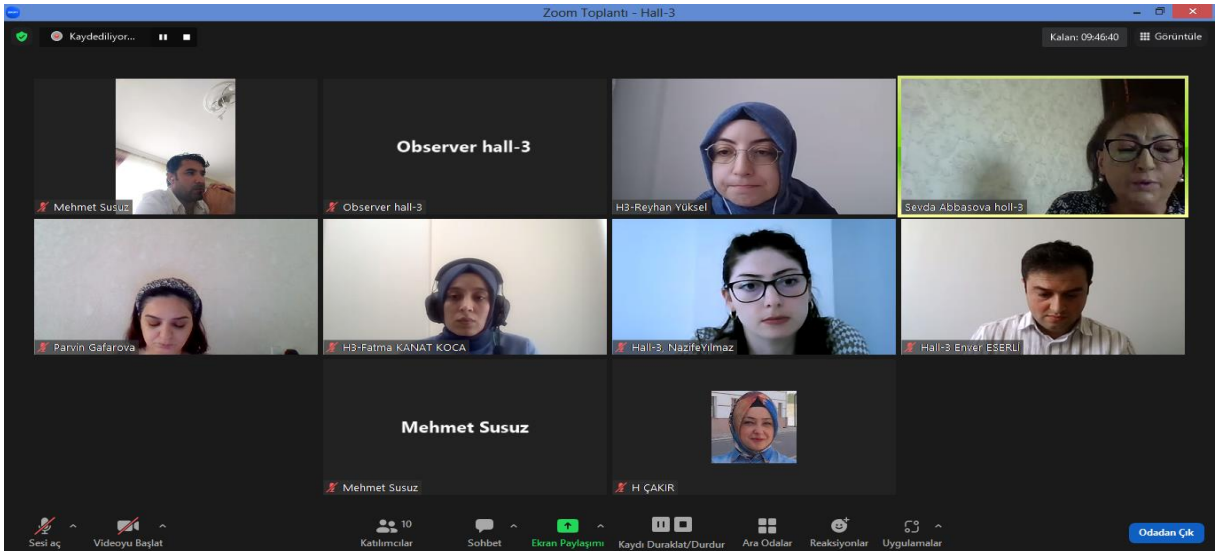 Zoom Toplantı - Hall-3
Kaydediliyor...
Kalan: 09:46:40
Görüntüle
Mehmet Susuz
Observer hall-3
Observer hall-3
H3-Reyhan Yüksel
Sevda Abbasova holl-3
Parvin Gafarova
H3-Fatma KANAT KOCA
Hall-3, NazifeYılmaz
Hall-3 Enver ESERLİ
Mehmet Susuz
Mehmet Susuz
H ÇAKIR
Sesi aç
Videoyu Başlat
10
Katılımcılar
Sohbet
Ekran Paylaşımı
Kaydı Duraklat/Durdur
Ara Odalar
Reaksiyonlar
Uygulamalar
Odadan Çık